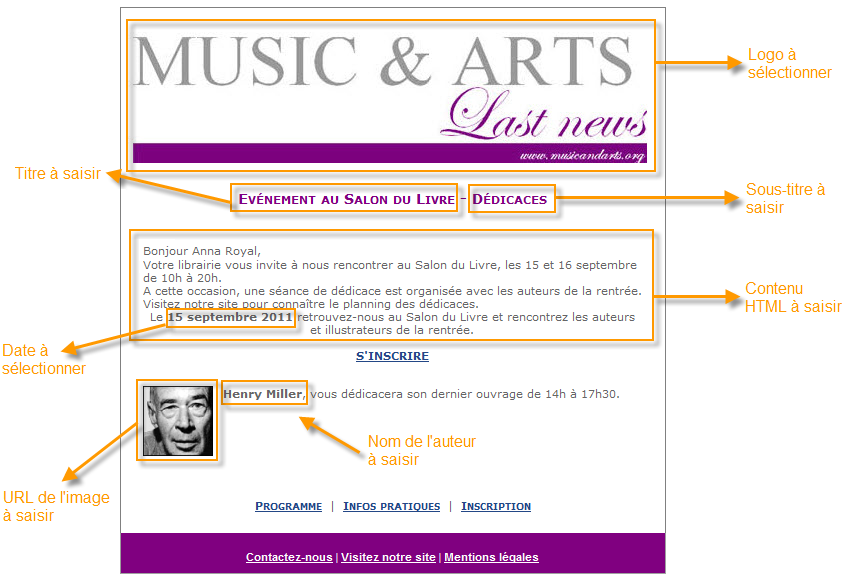 MUSIC & ARTS
Last news
www.musicandarts.org
Logo à
sélectionner
Titre à saisir
Evénement au Salon du Livre - Dédicaces
Sous-titre à
saisir
Bonjour Anna Royal,
Votre librairie vous invite à nous rencontrer au Salon du Livre, les 15 et 16 septembre
de 10h à 20h.
A cette occasion, une séance de dédicace est organisée avec les auteurs de la rentrée.
Visitez notre site pour connaître le planning des dédicaces.
Le 15 septembre 2011 retrouvez-nous au Salon du Livre et rencontrez les auteurs
et illustrateurs de la rentrée.
Contenu
HTML à saisir
Date à
sélectionner
S'INSCRIRE
Henry Miller, vous dédicacera son dernier ouvrage de 14h à 17h30.
Nom de l'auteur
à saisir
URL de l'image
à saisir
Programme | Infos pratiques | Inscription
Contactez-nous | Visitez notre site | Mentions légales